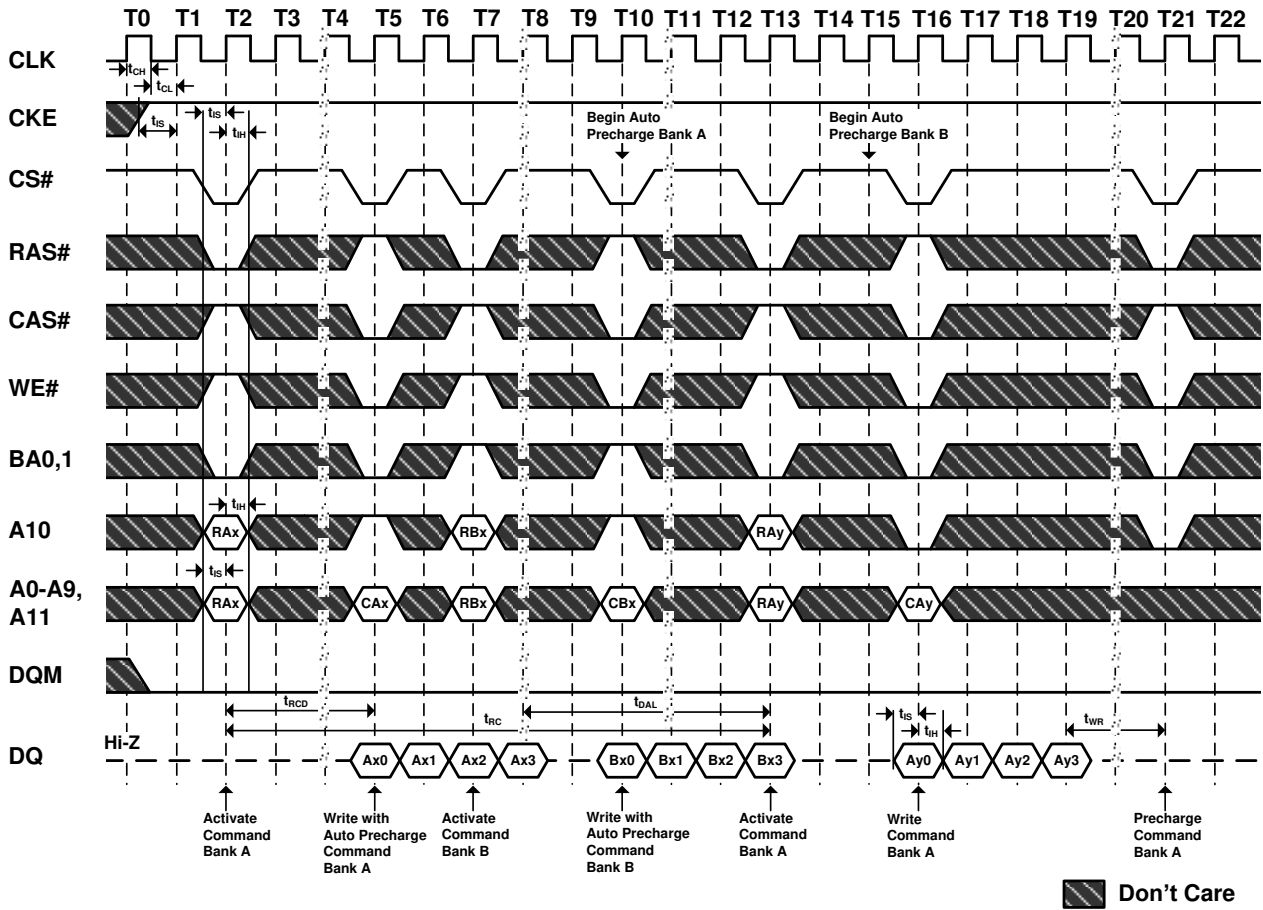 T0 T1 T2 T3 T4 T5 T6 T7 T8 T9 T10 T11 T12 T13 T14 T15 T16 T17 T18 T19 T20 T21 T22
CLK
tCH
tCL
CKE
tIS
tIS
tIH
Begin Auto
Precharge Bank A
Begin Auto
Precharge Bank B
CS#
RAS#
CAS#
WE#
BA0,1
tIH
A10
RAx RBx RAy
tIS
A0-A9,
A11
RAx CAx RBx CBx RAy CAy
DQM
tRCD
tDAL
tRC
tIS
tIH
tWR
Hi-Z
DQ
Ax0 Ax1 Ax2 Ax3 Bx0 Bx1 Bx2 Bx3 Ay0 Ay1 Ay2 Ay3
Activate
Command
Bank A
Write with
Auto Precharge
Command
Bank A
Activate
Command
Bank B
Write with
Auto Precharge
Command
Bank B
Activate
Command
Bank A
Write
Command
Bank A
Precharge
Command
Bank A
Don't Care